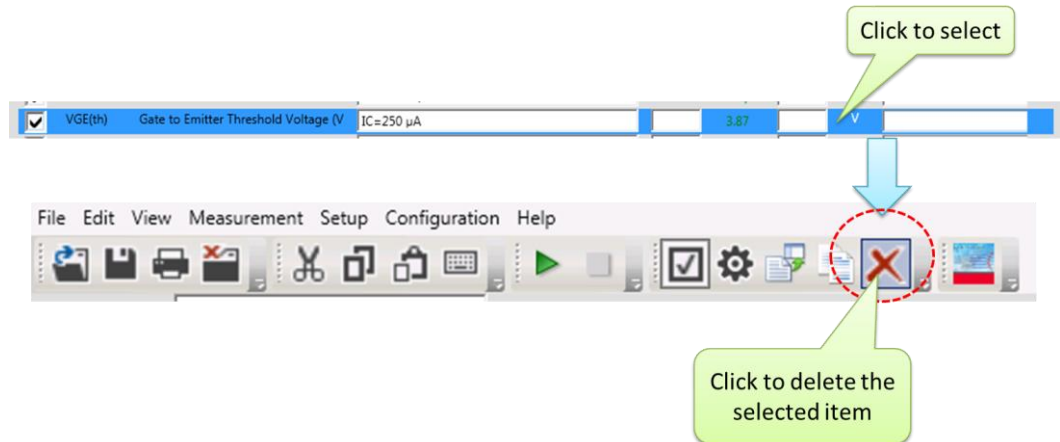 Click to select
VGE(th) Gate to Emitter Threshold Voltage (V IC=250 µA 3.87 V
File Edit View Measurement Setup Configuration Help
Click to delete the
selected item